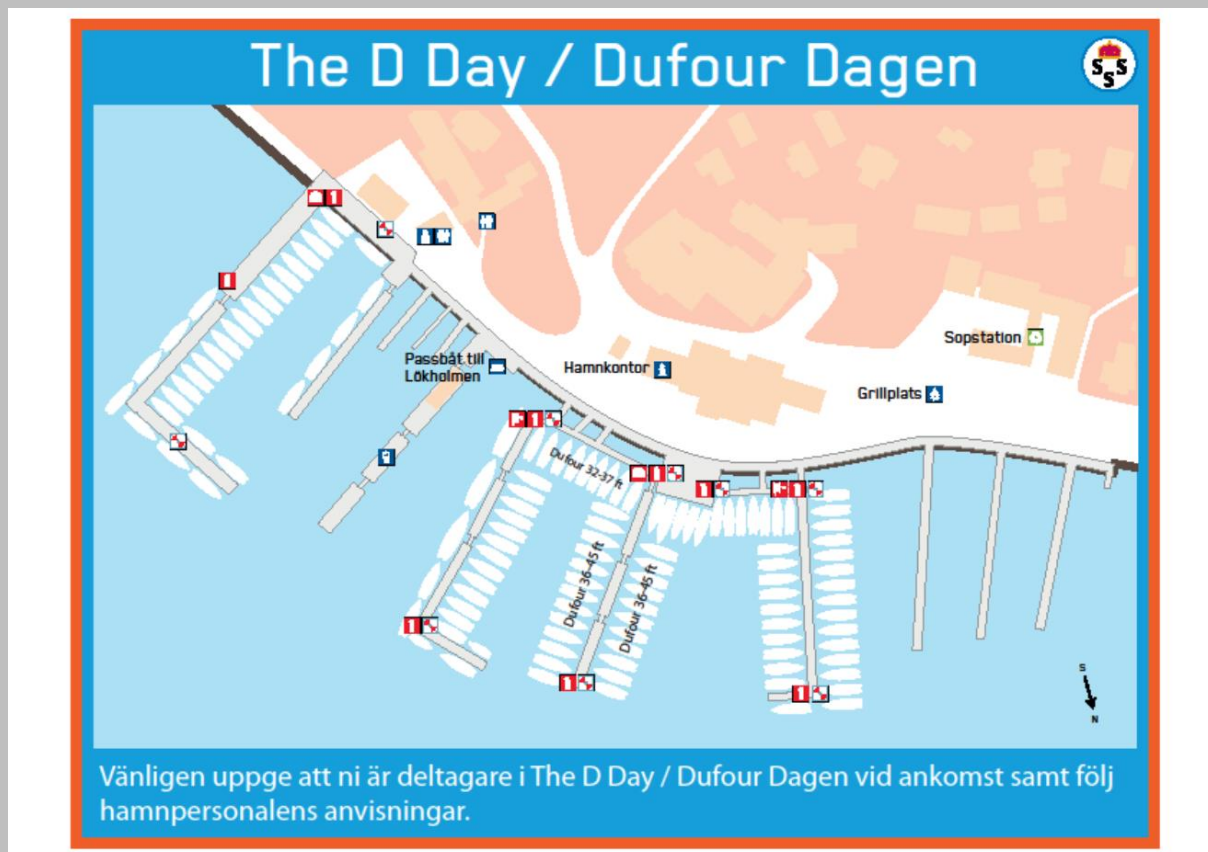 The D Day / Dufour Dagen
SSS
Passbåt till
Lökholmen
Hamnkontor
Sopstation
Grillplats
Dufour 32-37 ft
Dufour 36-45 ft
Dufour 36-45 ft
S
N
Vänligen uppge att ni är deltagare i The D Day / Dufour Dagen vid ankomst samt följ
hamnpersonalens anvisningar.